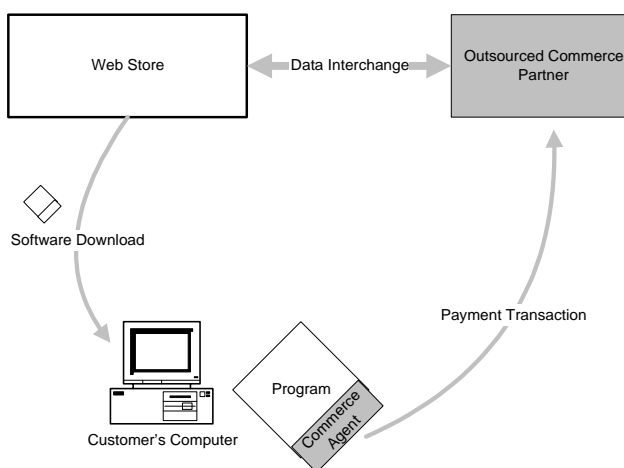 Web Store
Data Interchange
Outsourced Commerce
Partner
Software Download
Payment Transaction
Program
Commerce
Agent
Customer's Computer